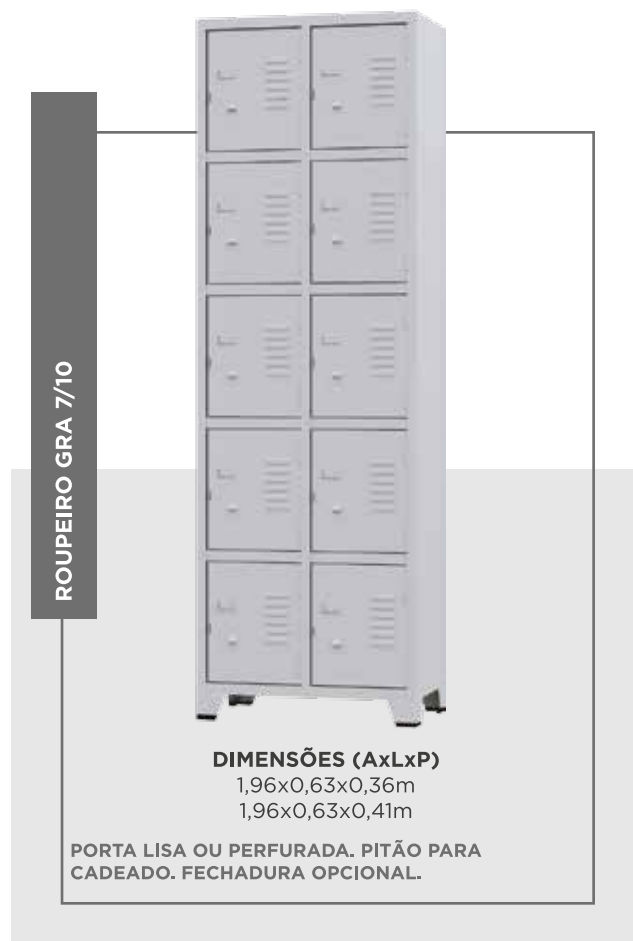 ROUPEIRO GRA 7/10
DIMENSÕES (AxLxP)
1,96x0,63x0,36m
1,96x0,63x0,41m
PORTA LISA OU PERFURADA. PITÃO PARA
CADEADO. FECHADURA OPCIONAL.